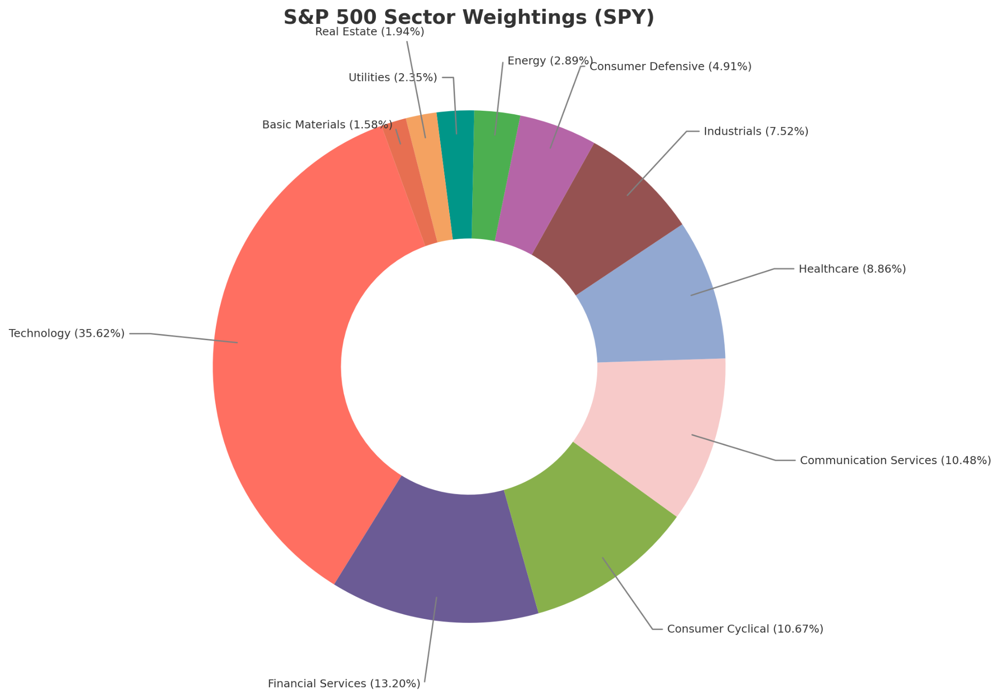 S&P 500 Sector Weightings (SPY)
Real Estate (1.94%)
Energy (2.89%)
Consumer Defensive (4.91%)
Utilities (2.35%)
Basic Materials (1.58%)
Industrials (7.52%)
Healthcare (8.86%)
Technology (35.62%)
Communication Services (10.48%)
Consumer Cyclical (10.67%)
Financial Services (13.20%)